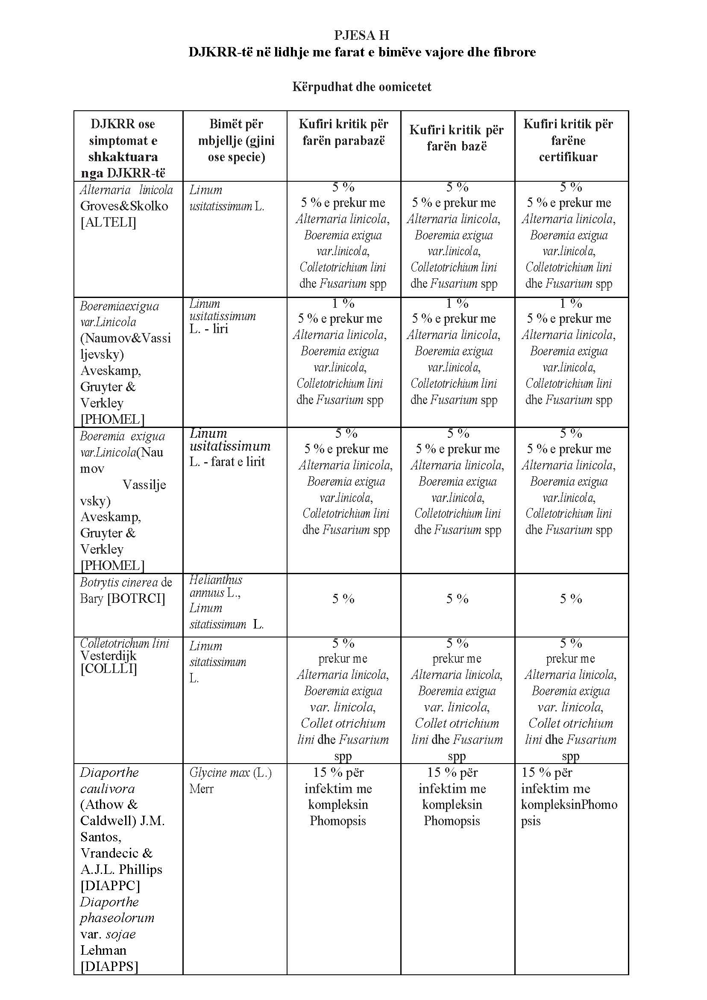 PJESA H
DJKRR-të në lidhje me farat e bimëve vajore dhe fibrore
Kërpudhat dhe oomicetet
DJKRR ose
simptomat e
shkaktuara
nga DJKRR-të
Bimët për
mbjellje (gjini
ose specie)
Kufiri kritik për
farën parabazë
Kufiri kritik për
farën bazë
Kufiri kritik për
farëne
certifikuar
Alternaria linicola
Groves&Skolko
[ALTELI]
Linum
usitatissimum L.
5 %
5 % e prekur me
Alternaria linicola,
Boeremia exigua
var.linicola,
Colletotrichium lini
dhe Fusarium spp
5 %
5 % e prekur me
Alternaria linicola,
Boeremia exigua
var.linicola,
Colletotrichium lini
dhe Fusarium spp
5 %
5 % e prekur me
Alternaria linicola,
Boeremia exigua
var.linicola,
Colletotrichium lini
dhe Fusarium spp
Boeremiaexigua
var.Linicola
(Naumov&Vassi
ljevsky)
Aveskamp,
Gruyter &
Verkley
[PHOMEL]
Linum
usitatissimum
L. - liri
1 %
5 % e prekur me
Alternaria linicola,
Boeremia exigua
var.linicola,
Colletotrichium lini
dhe Fusarium spp
1 %
5 % e prekur me
Alternaria linicola,
Boeremia exigua
var.linicola,
Colletotrichium lini
dhe Fusarium spp
1 %
5 % e prekur me
Alternaria linicola,
Boeremia exigua
var.linicola,
Colletotrichium lini
dhe Fusarium spp
Boeremia exigua
var.Linicola(Nau
mov
Vassilje
vsky)
Aveskamp,
Gruyter &
Verkley
[PHOMEL]
Linum
usitatissimum
L. - farat e lirit
5 %
5 % e prekur me
Alternaria linicola,
Boeremia exigua
var.linicola,
Colletotrichium lini
dhe Fusarium spp
5 %
5 % e prekur me
Alternaria linicola,
Boeremia exigua
var.linicola,
Colletotrichium lini
dhe Fusarium spp
5 %
5 % e prekur me
Alternaria linicola,
Boeremia exigua
var.linicola,
Colletotrichium lini
dhe Fusarium spp
Botrytis cinerea de
Bary [BOTRCI]
Helianthus
annuus L.,
Linum
sitatissimum L.
5 %
5 %
5 %
Colletotrichum lini
Vesterdijk
[COLLLI]
Linum
sitatissimum
L.
5 %
prekur me
Alternaria linicola,
Boeremia exigua
var. linicola,
Collet otrichium
lini dhe Fusarium
spp
5 %
prekur me
Alternaria linicola,
Boeremia exigua
var. linicola,
Collet otrichium
lini dhe Fusarium
spp
5 %
prekur me
Alternaria linicola,
Boeremia exigua
var. linicola,
Collet otrichium
lini dhe Fusarium
spp
Diaporthe
caulivora
(Athow &
Caldwell) J.M.
Santos,
Vrandecic &
A.J.L. Phillips
[DIAPPC]
Diaporthe
phaseolorum
var. sojae
Lehman
[DIAPPS]
Glycine max (L.)
Merr
15 % për
infektim me
kompleksin
Phomopsis
15 % për
infektim me
kompleksin
Phomopsis
15 % për
infektim me
kompleksinPhomo
psis